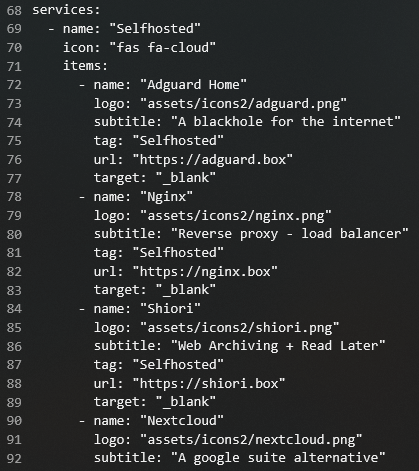 68 services:
69   - name: "Selfhosted"
70     icon: "fas fa-cloud"
71     items:
72       - name: "Adguard Home"
73         logo: "assets/icons2/adguard.png"
74         subtitle: "A blackhole for the internet"
75         tag: "Selfhosted"
76         url: "https://adguard.box"
77         target: "_blank"
78       - name: "Nginx"
79         logo: "assets/icons2/nginx.png"
80         subtitle: "Reverse proxy - load balancer"
81         tag: "Selfhosted"
82         url: "https://nginx.box"
83         target: "_blank"
84       - name: "Shiori"
85         logo: "assets/icons2/shiori.png"
86         subtitle: "Web Archiving + Read Later"
87         tag: "Selfhosted"
88         url: "https://shiori.box"
89         target: "_blank"
90       - name: "Nextcloud"
91         logo: "assets/icons2/nextcloud.png"
92         subtitle: "A google suite alternative"